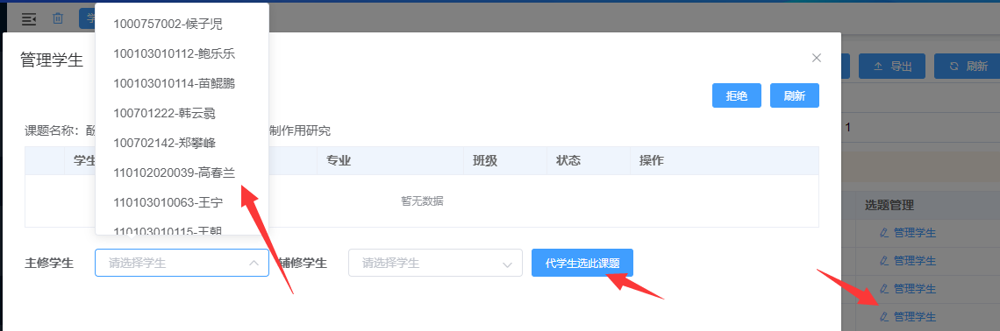 学
1000757002-候子児
100103010112-鲍乐乐
100103010114-苗鲲鹏
100701222-韩云骉
100702142-郑攀峰
110102020039-高春兰
110103010063-王宁
110103010115-王朝
管理学生
导出
刷新
拒绝
刷新
课题名称：
制作用研究
1
学生
专业
班级
状态
操作
暂无数据
选题管理
管理学生
管理学生
管理学生
管理学生
主修学生
请选择学生
辅修学生
请选择学生
代学生选此课题